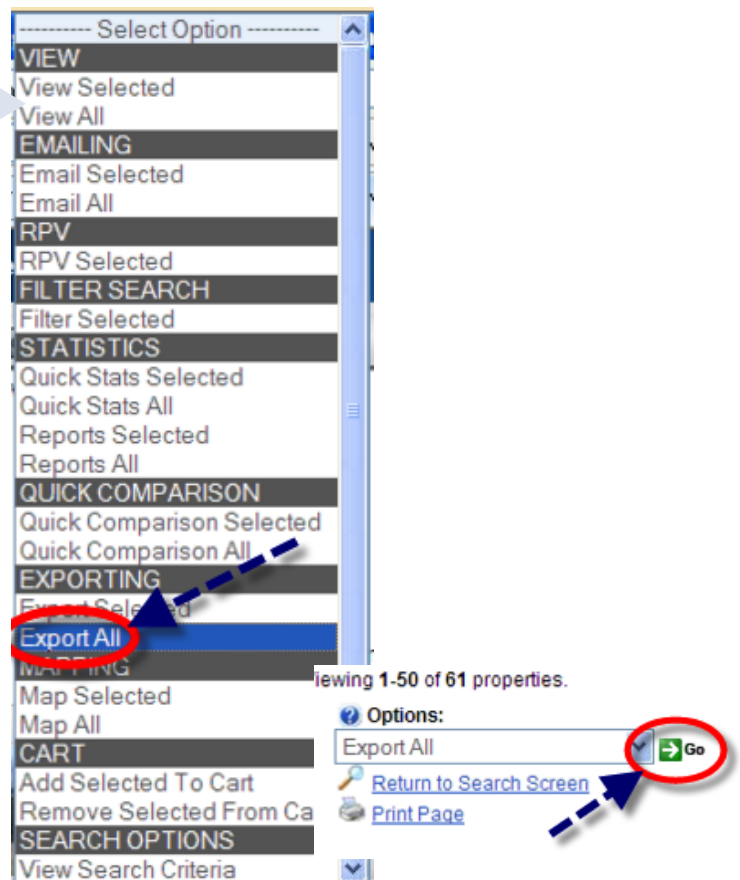 ---------- Select Option ----------
VIEW
View Selected
View All
EMAILING
Email Selected
Email All
RPV
RPV Selected
FILTER SEARCH
Filter Selected
STATISTICS
Quick Stats Selected
Quick Stats All
Reports Selected
Reports All
QUICK COMPARISON
Quick Comparison Selected
Quick Comparison All
EXPORTING
Export Selected
Export All
MAPPING
Map Selected
Map All
CART
Add Selected To Cart
Remove Selected From Ca
SEARCH OPTIONS
View Search Criteria
iewing 1-50 of 61 properties.
Options:
Export All
Go
Return to Search Screen
Print Page